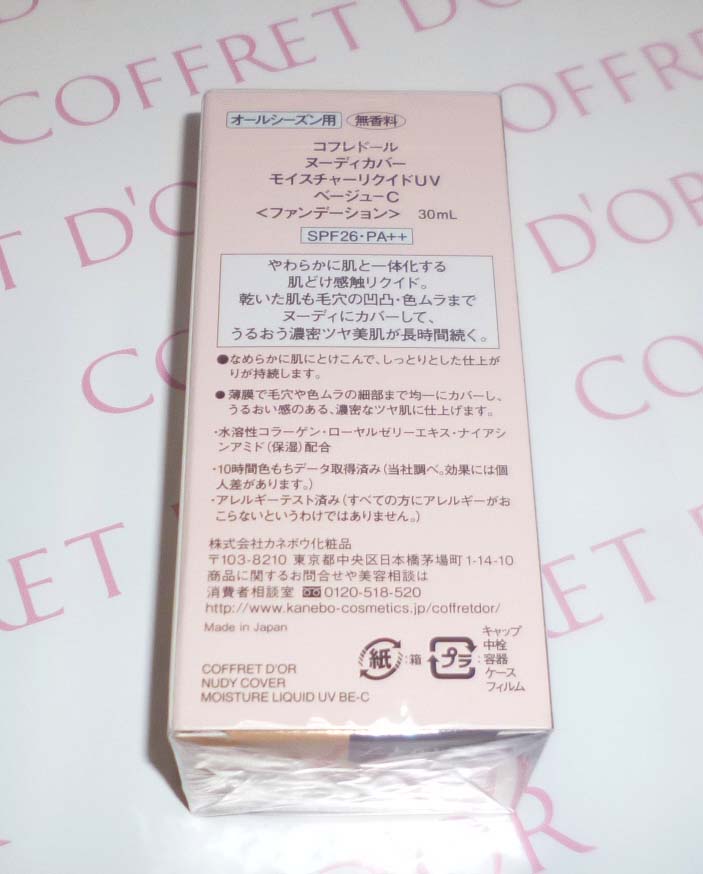 COFFRET D'OR
COFFRET
COFFRET D'OR
D'OR
オールシーズン用 無香料
コフレドール
ヌーディカバー
モイスチャーリクイドUV
ベージュ-C
<ファンデーション> 30mL
SPF26・PA++
やわらかに肌と一体化する
肌どけ感触リクイド。
乾いた肌も毛穴の凹凸・色ムラまで
ヌーディにカバーして、
うるおう濃密ツヤ美肌が長時間続く。
●なめらかに肌にとけこんで、しっとりとした仕上が
りが持続します。
●薄膜で毛穴や色ムラの細部まで均一にカバーし、
うるおい感のある、濃密なツヤ肌に仕上げます。
・水溶性コラーゲン・ローヤルゼリーエキス・ナイアシ
ンアミド(保湿)配合
・10時間色もちデータ取得済み(当社調べ。効果には個
人差があります。)
・アレルギーテスト済み(すべての方にアレルギーがお
こらないというわけではありません。)
株式会社カネボウ化粧品
〒103-8210 東京都中央区日本橋茅場町1-14-10
商品に関するお問合せや美容相談は
消費者相談室 0120-518-520
http://www.kanebo-cosmetics.jp/coffretdor/
Made in Japan
紙 :箱
プラ
キャップ
中栓
:容器
ケース
フィルム
COFFRET D'OR
NUDY COVER
MOISTURE LIQUID UV BE-C